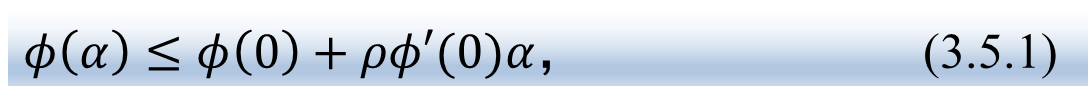 𝜙(𝛼) ≤ 𝜙(0) + 𝜌𝜙′(0)𝛼, (3.5.1)